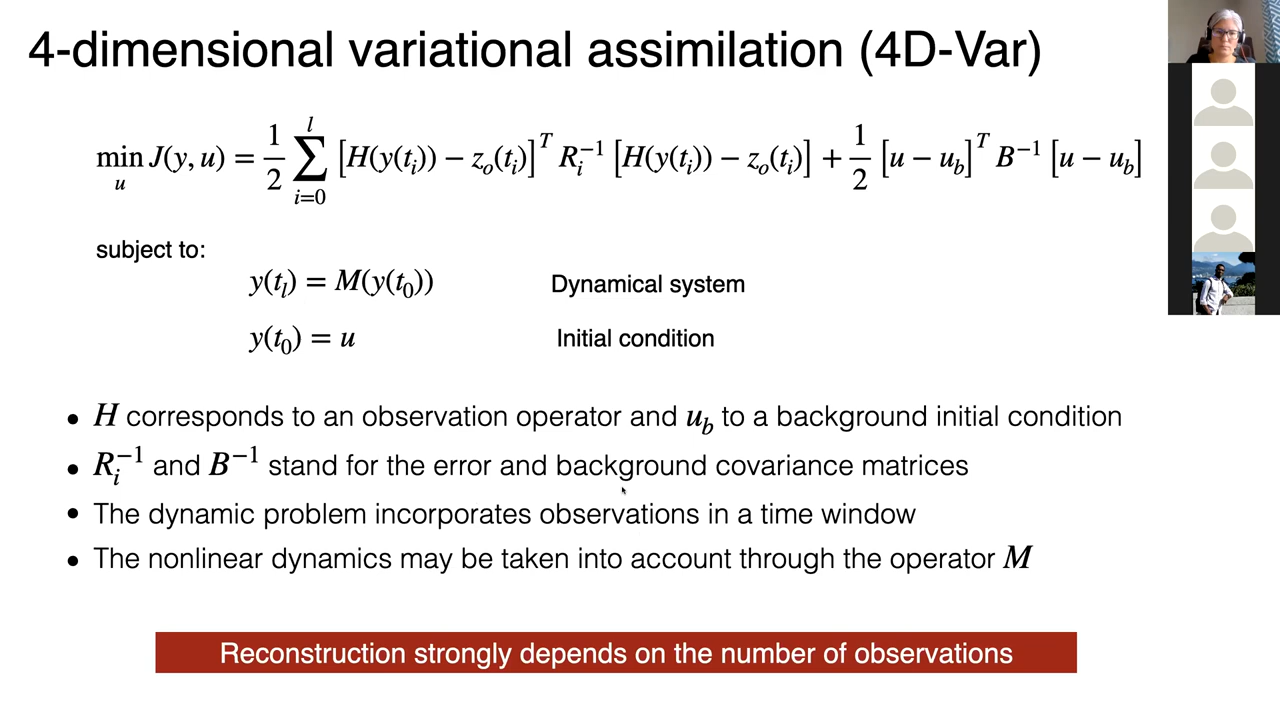 4-dimensional variational assimilation (4D-Var)
min_u J(y, u) = 1/2 ∑_{i=0}^{l} [H(y(t_i)) − z_o(t_i)]^T R_i^{−1} [H(y(t_i)) − z_o(t_i)] + 1/2 [u − u_b]^T B^{−1} [u − u_b]
subject to:
y(t_l) = M(y(t_0)) Dynamical system
y(t_0) = u Initial condition
• H corresponds to an observation operator and u_b to a background initial condition
• R_i^{−1} and B^{−1} stand for the error and background covariance matrices
• The dynamic problem incorporates observations in a time window
• The nonlinear dynamics may be taken into account through the operator M
Reconstruction strongly depends on the number of observations